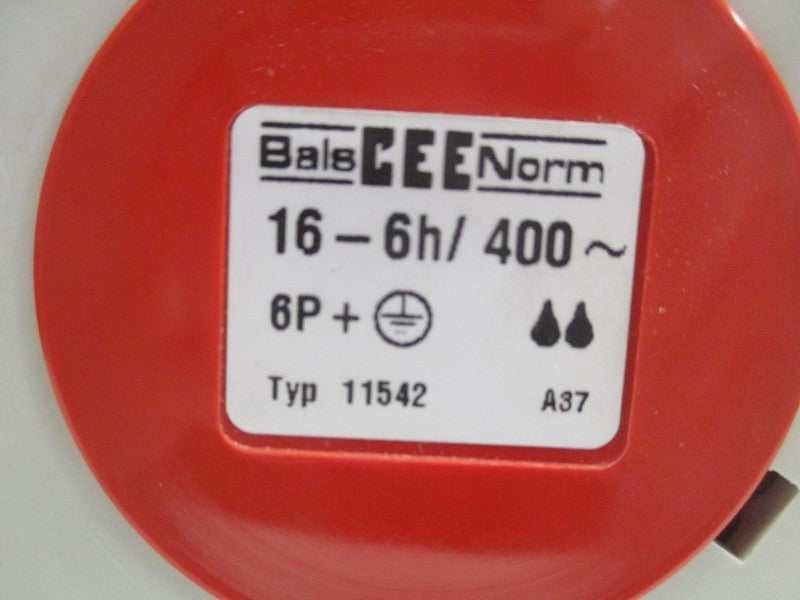 Bals CEE Norm
16 – 6h/ 400 ~
6P + ⏚
Typ 11542 A37